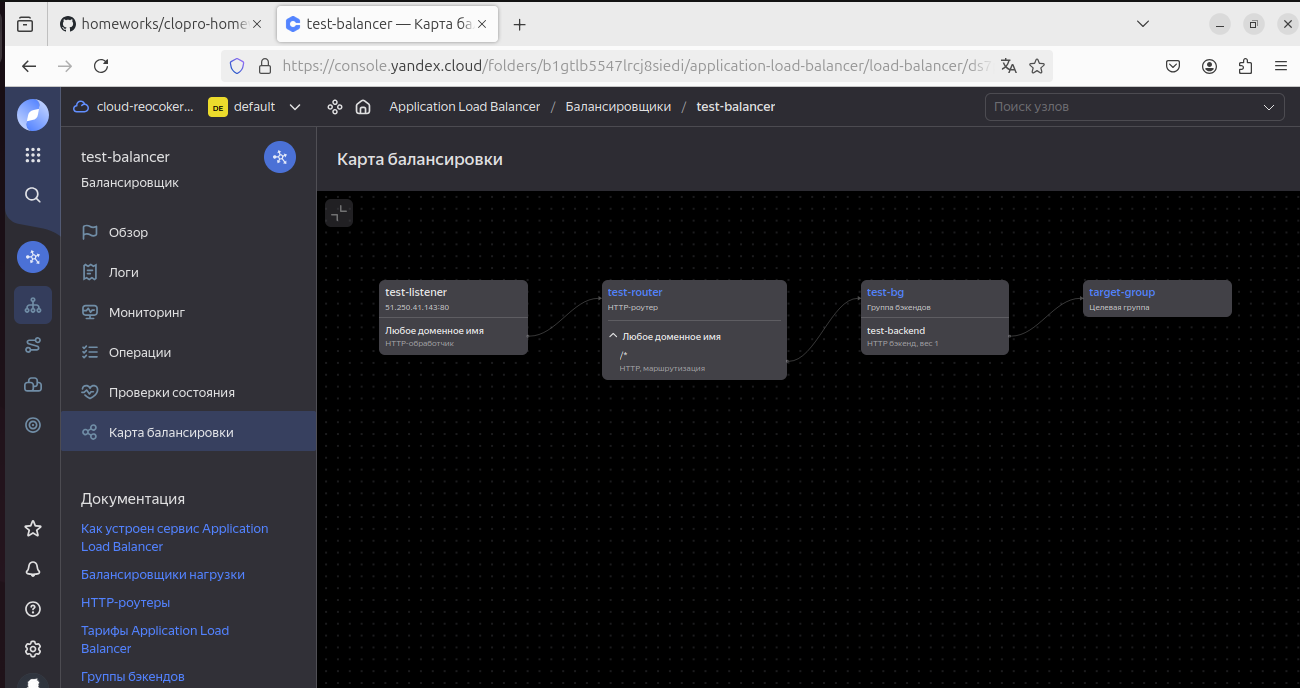 homeworks/clopro-home
test-balancer — Карта ба
https://console.yandex.cloud/folders/b1gtlb5547lrcj8siedi/application-load-balancer/load-balancer/ds7
cloud-reocoker...
DE default
Application Load Balancer / Балансировщики / test-balancer
Поиск узлов
test-balancer
Балансировщик
Обзор
Логи
Мониторинг
Операции
Проверки состояния
Карта балансировки
Документация
Как устроен сервис Application
Load Balancer
Балансировщики нагрузки
HTTP-роутеры
Тарифы Application Load
Balancer
Группы бэкендов
Карта балансировки
test-listener
51.250.41.143:80
Любое доменное имя
HTTP-обработчик
test-router
HTTP-роутер
Любое доменное имя
/*
HTTP, маршрутизация
test-bg
Группа бэкендов
test-backend
HTTP бэкенд, вес 1
target-group
Целевая группа